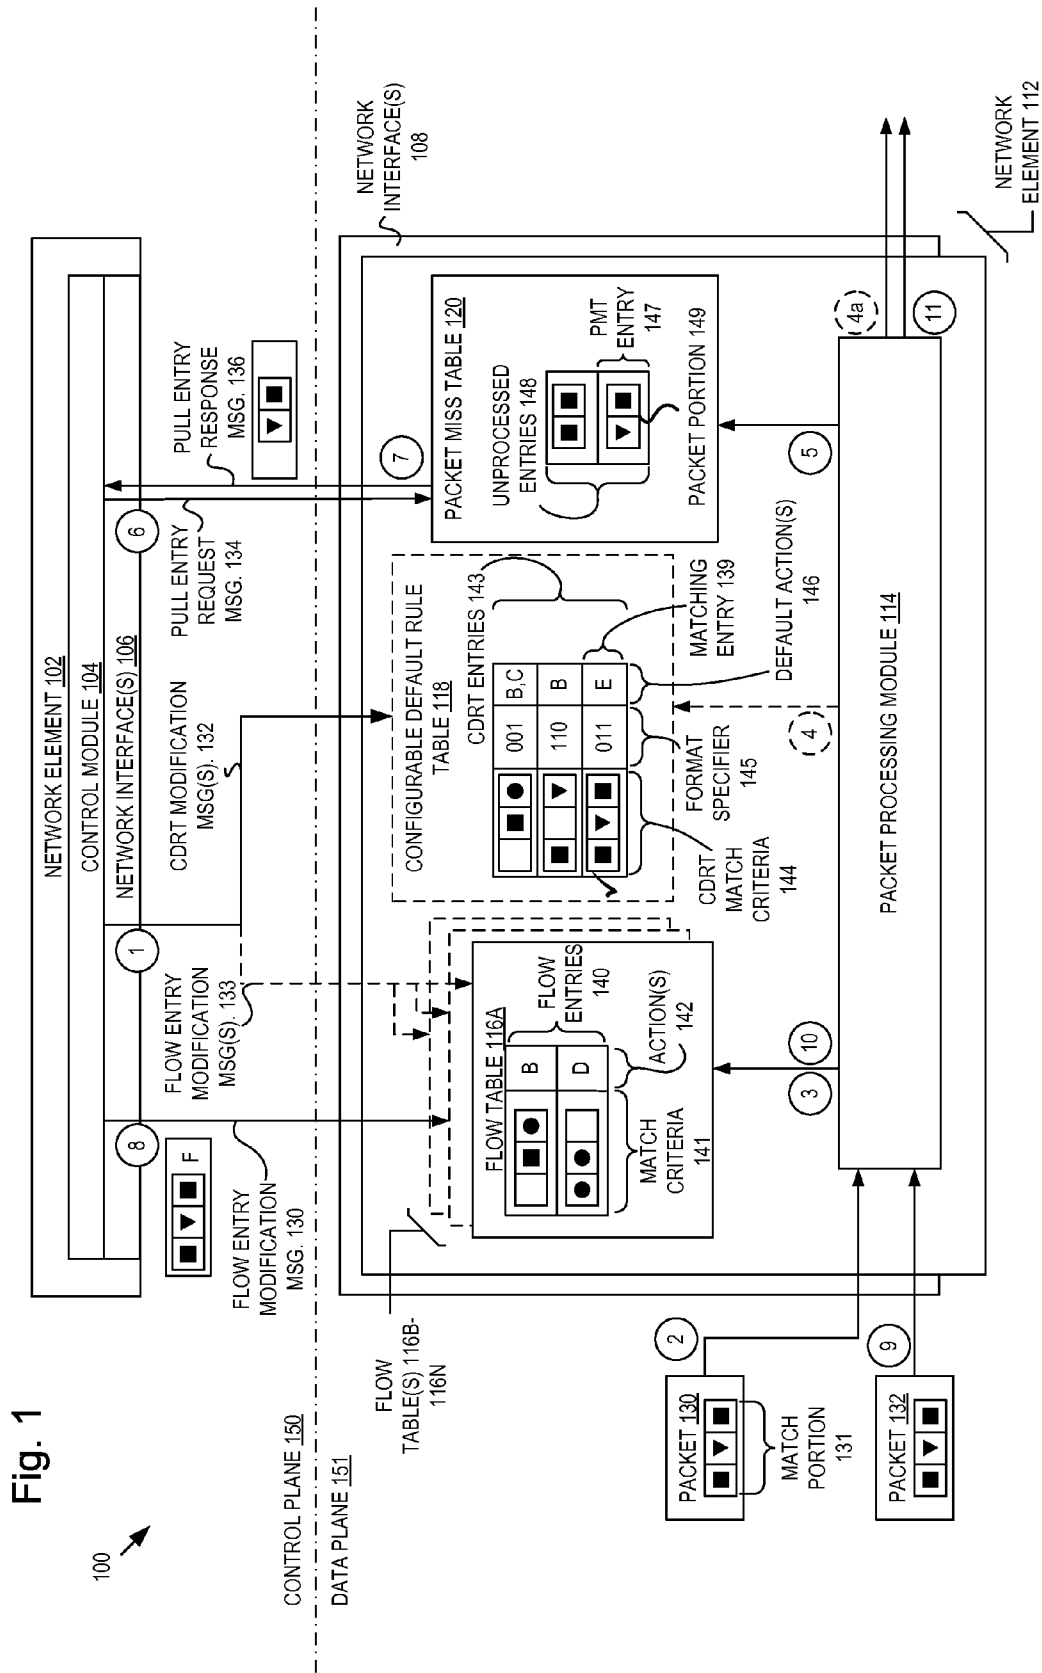 Fig. 1
100
NETWORK ELEMENT 102
CONTROL MODULE 104
NETWORK INTERFACE(S) 106
8
1
6
F
FLOW ENTRY
MODIFICATION
MSG. 130
FLOW ENTRY
MODIFICATION
MSG(S). 133
CDRT MODIFICATION
MSG(S). 132
PULL ENTRY
REQUEST
MSG. 134
PULL ENTRY
RESPONSE
MSG. 136
CONTROL PLANE 150
DATA PLANE 151
NETWORK
INTERFACE(S)
108
7
FLOW
TABLE(S) 116B-
116N
FLOW TABLE 116A
B
D
FLOW
ENTRIES
140
MATCH
CRITERIA
141
ACTION(S)
142
CONFIGURABLE DEFAULT RULE
TABLE 118
CDRT ENTRIES 143
001
B,C
110
B
011
E
CDRT
MATCH
CRITERIA
144
FORMAT
SPECIFIER
145
MATCHING
ENTRY 139
DEFAULT ACTION(S)
146
PACKET MISS TABLE 120
UNPROCESSED
ENTRIES 148
PMT
ENTRY
147
PACKET PORTION 149
3
10
4
5
4a
11
PACKET PROCESSING MODULE 114
2
PACKET 130
MATCH
PORTION
131
9
PACKET 132
NETWORK
ELEMENT 112